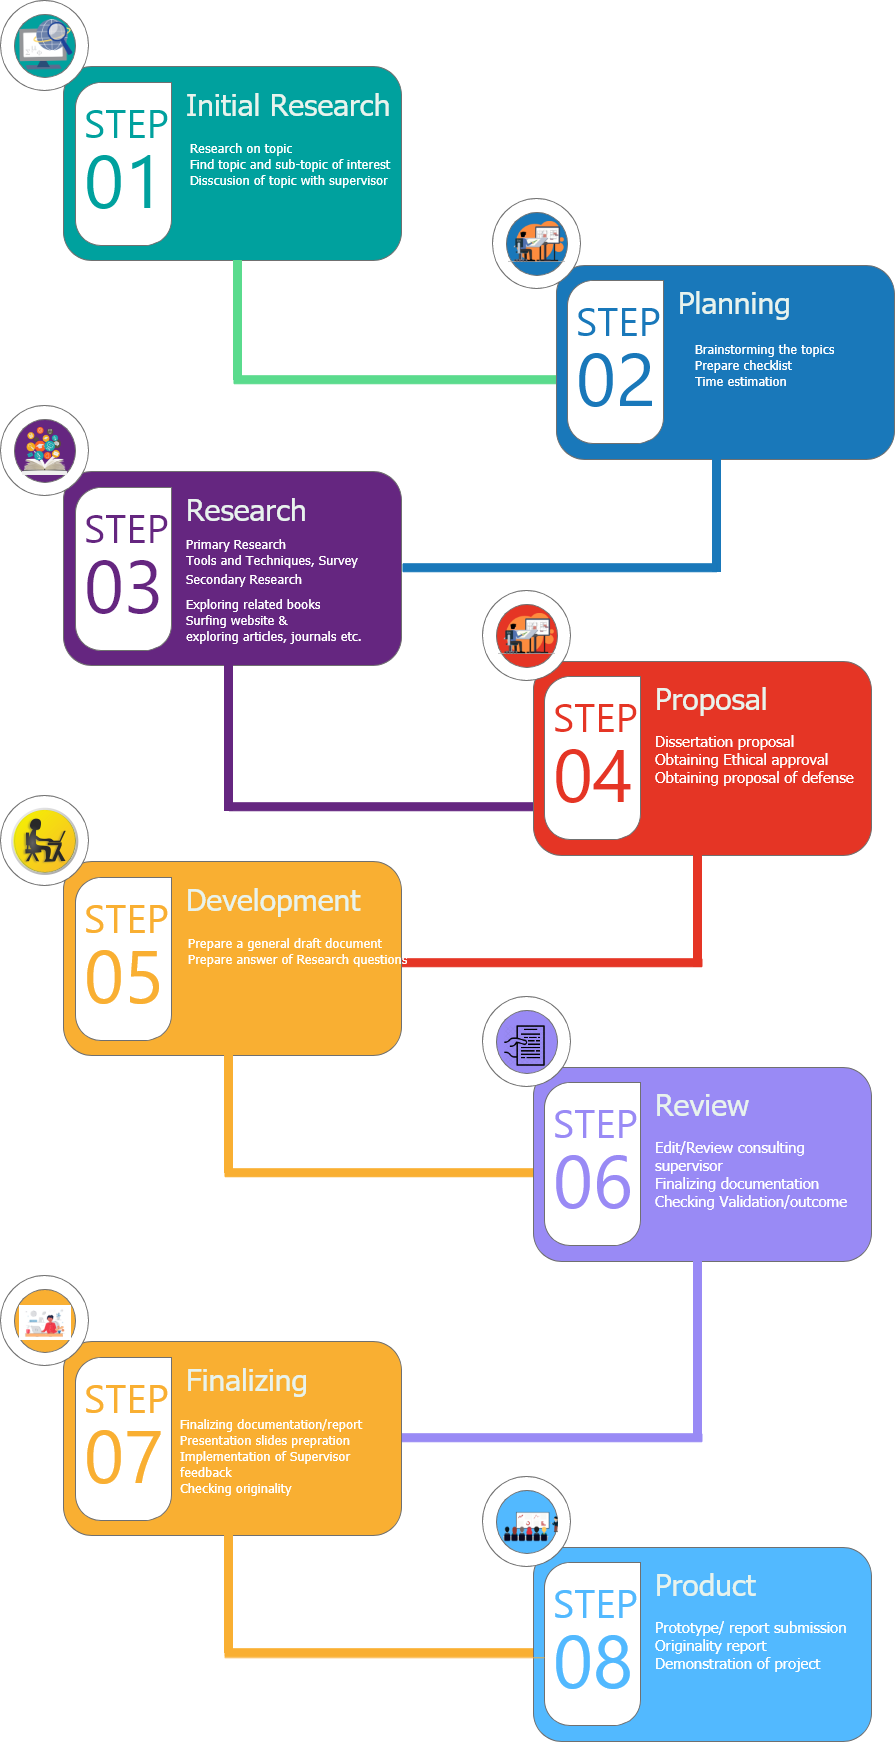 STEP
01
Initial Research
Research on topic
Find topic and sub-topic of interest
Disscusion of topic with supervisor
STEP
02
Planning
Brainstorming the topics
Prepare checklist
Time estimation
STEP
03
Research
Primary Research
Tools and Techniques, Survey
Secondary Research
Exploring related books
Surfing website &
exploring articles, journals etc.
STEP
04
Proposal
Dissertation proposal
Obtaining Ethical approval
Obtaining proposal of defense
STEP
05
Development
Prepare a general draft document
Prepare answer of Research questions
STEP
06
Review
Edit/Review consulting
supervisor
Finalizing documentation
Checking Validation/outcome
STEP
07
Finalizing
Finalizing documentation/report
Presentation slides prepration
Implementation of Supervisor
feedback
Checking originality
STEP
08
Product
Prototype/ report submission
Originality report
Demonstration of project